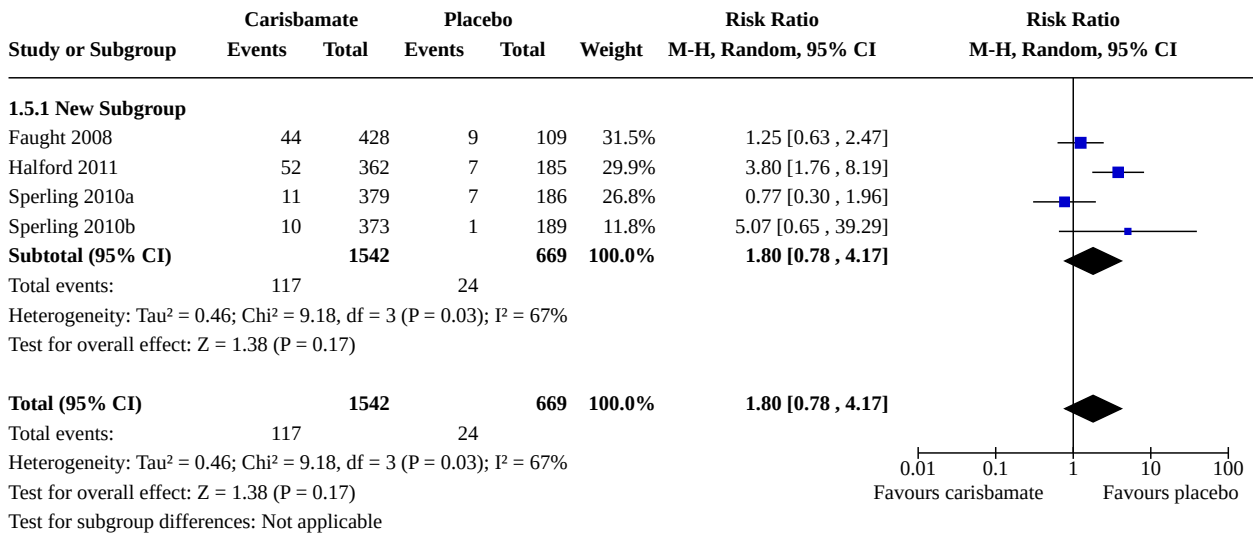 Carisbamate Placebo Risk Ratio Risk Ratio
Study or Subgroup Events Total Events Total Weight M-H, Random, 95% CI M-H, Random, 95% CI
1.5.1 New Subgroup
Faught 2008 44 428 9 109 31.5% 1.25 [0.63 , 2.47]
Halford 2011 52 362 7 185 29.9% 3.80 [1.76 , 8.19]
Sperling 2010a 11 379 7 186 26.8% 0.77 [0.30 , 1.96]
Sperling 2010b 10 373 1 189 11.8% 5.07 [0.65 , 39.29]
Subtotal (95% CI) 1542 669 100.0% 1.80 [0.78 , 4.17]
Total events: 117 24
Heterogeneity: Tau² = 0.46; Chi² = 9.18, df = 3 (P = 0.03); I² = 67%
Test for overall effect: Z = 1.38 (P = 0.17)
Total (95% CI) 1542 669 100.0% 1.80 [0.78 , 4.17]
Total events: 117 24
Heterogeneity: Tau² = 0.46; Chi² = 9.18, df = 3 (P = 0.03); I² = 67%
Test for overall effect: Z = 1.38 (P = 0.17)
Test for subgroup differences: Not applicable
0.01 0.1 1 10 100
Favours carisbamate Favours placebo